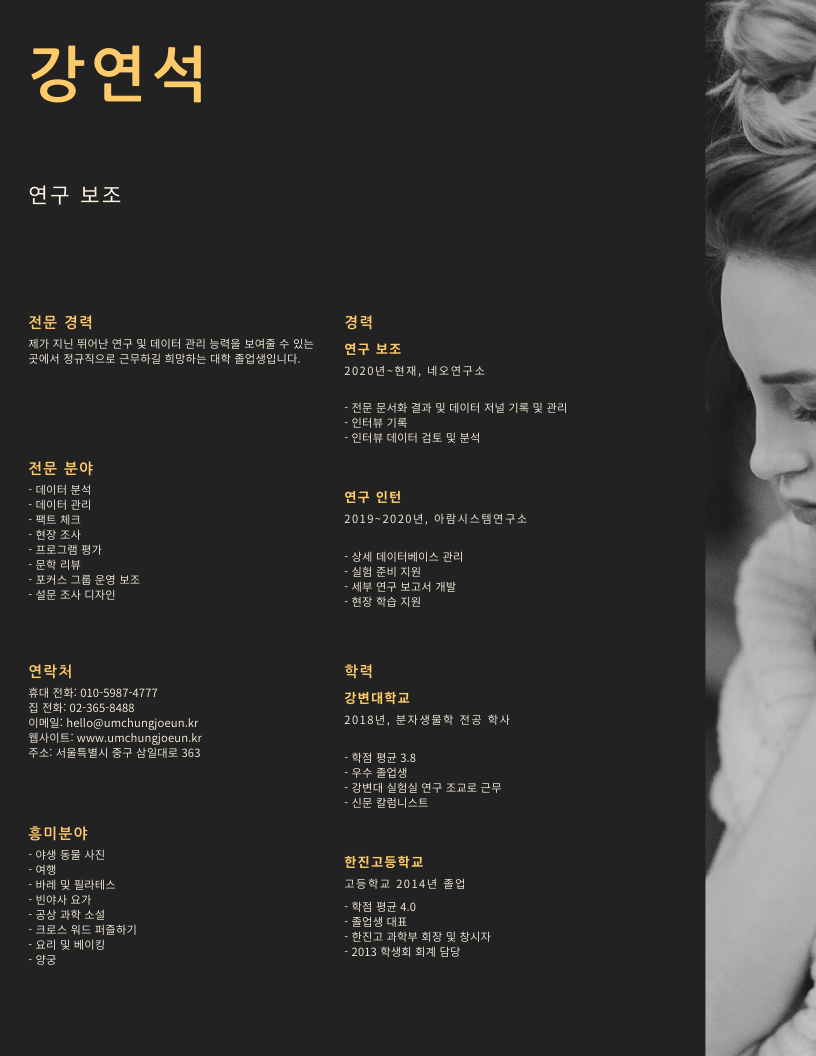 강연석
연구 보조
전문 경력
제가 지닌 뛰어난 연구 및 데이터 관리 능력을 보여줄 수 있는
곳에서 정규직으로 근무하길 희망하는 대학 졸업생입니다.
전문 분야
- 데이터 분석
- 데이터 관리
- 팩트 체크
- 현장 조사
- 프로그램 평가
- 문학 리뷰
- 포커스 그룹 운영 보조
- 설문 조사 디자인
연락처
휴대 전화: 010-5987-4777
집 전화: 02-365-8488
이메일: hello@umchungjoeun.kr
웹사이트: www.umchungjoeun.kr
주소: 서울특별시 중구 삼일대로 363
흥미분야
- 야생 동물 사진
- 여행
- 바레 및 필라테스
- 빈야사 요가
- 공상 과학 소설
- 크로스 워드 퍼즐하기
- 요리 및 베이킹
- 양궁
경력
연구 보조
2020년~현재, 네오연구소
- 전문 문서화 결과 및 데이터 저널 기록 및 관리
- 인터뷰 기록
- 인터뷰 데이터 검토 및 분석
연구 인턴
2019~2020년, 아람시스템연구소
- 상세 데이터베이스 관리
- 실험 준비 지원
- 세부 연구 보고서 개발
- 현장 학습 지원
학력
강변대학교
2018년, 분자생물학 전공 학사
- 학점 평균 3.8
- 우수 졸업생
- 강변대 실험실 연구 조교로 근무
- 신문 칼럼니스트
한진고등학교
고등학교 2014년 졸업
- 학점 평균 4.0
- 졸업생 대표
- 한진고 과학부 회장 및 창시자
- 2013 학생회 회계 담당